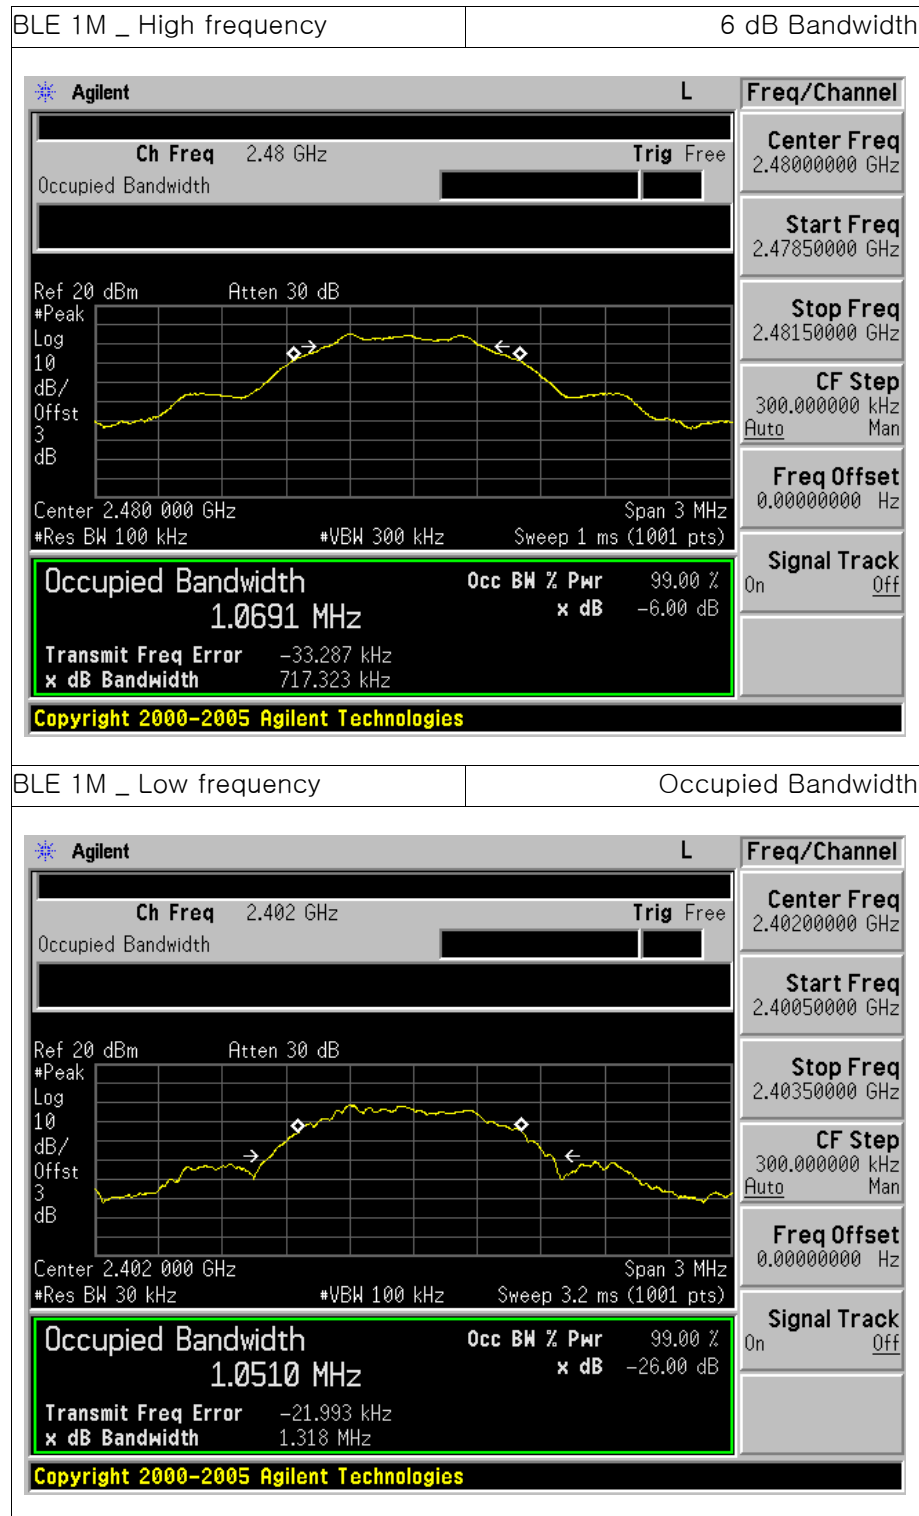 BLE 1M _ High frequency 6 dB Bandwidth
Agilent L Freq/Channel
Ch Freq 2.48 GHz Trig Free
Occupied Bandwidth
Center Freq
2.48000000 GHz
Start Freq
2.47850000 GHz
Ref 20 dBm Atten 30 dB
#Peak
Log
10
dB/
Offst
3
dB
Stop Freq
2.48150000 GHz
CF Step
300.000000 kHz
Auto Man
Freq Offset
0.00000000 Hz
Center 2.480 000 GHz Span 3 MHz
#Res BW 100 kHz #VBW 300 kHz Sweep 1 ms (1001 pts)
Signal Track
On Off
Occupied Bandwidth Occ BW % Pwr 99.00 %
1.0691 MHz x dB -6.00 dB
Transmit Freq Error -33.287 kHz
x dB Bandwidth 717.323 kHz
Copyright 2000-2005 Agilent Technologies
BLE 1M _ Low frequency Occupied Bandwidth
Agilent L Freq/Channel
Ch Freq 2.402 GHz Trig Free
Occupied Bandwidth
Center Freq
2.40200000 GHz
Start Freq
2.40050000 GHz
Ref 20 dBm Atten 30 dB
#Peak
Log
10
dB/
Offst
3
dB
Stop Freq
2.40350000 GHz
CF Step
300.000000 kHz
Auto Man
Freq Offset
0.00000000 Hz
Center 2.402 000 GHz Span 3 MHz
#Res BW 30 kHz #VBW 100 kHz Sweep 3.2 ms (1001 pts)
Signal Track
On Off
Occupied Bandwidth Occ BW % Pwr 99.00 %
1.0510 MHz x dB -26.00 dB
Transmit Freq Error -21.993 kHz
x dB Bandwidth 1.318 MHz
Copyright 2000-2005 Agilent Technologies